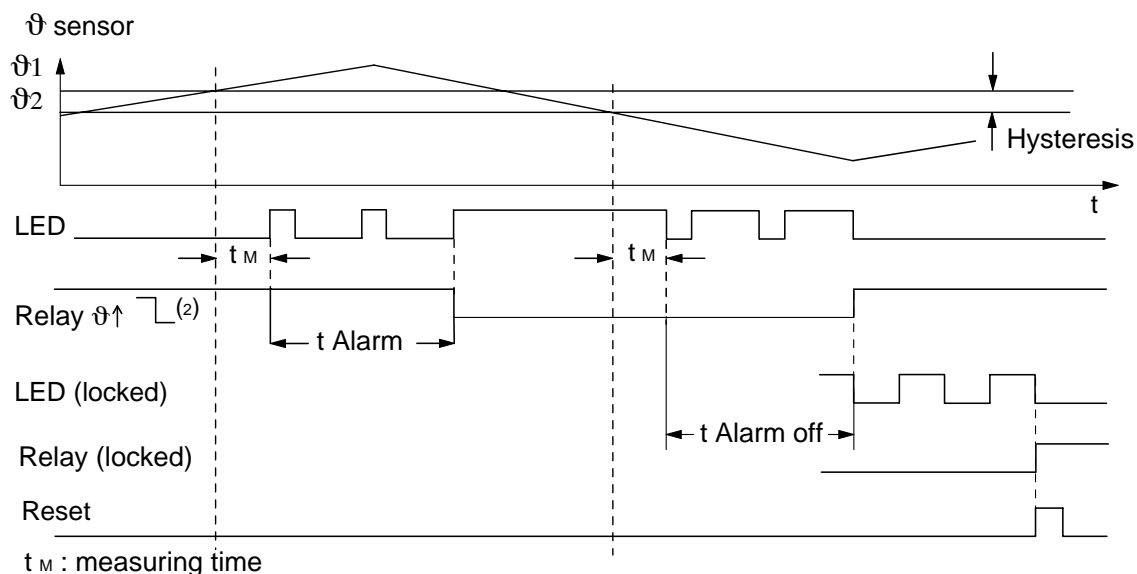 ϑ sensor
ϑ1
ϑ2
Hysteresis
t
LED
t M
t M
Relay ϑ↑ (2)
t Alarm
LED (locked)
t Alarm off
Relay (locked)
Reset
t M : measuring time